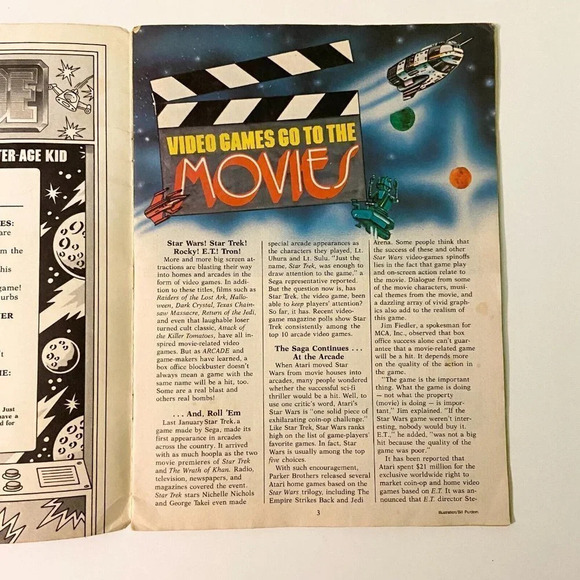 DE
TER-AGE KID
ES:
are
m the
this
game!
urbs
WER
t
ME:
Just
have a
d for
VIDEO GAMES GO TO THE
MOVIES
Star Wars! Star Trek!
Rocky! E.T.! Tron!
More and more big screen at-
tractions are blasting their way
into homes and arcades in the
form of video games. In addi-
tion to these titles, films such as
Raiders of the Lost Ark, Hallo-
ween, Dark Crystal, Texas Chain-
saw Massacre, Return of the Jedi,
and even that laughable loser
turned cult classic, Attack of
the Killer Tomatoes, have all in-
spired movie-related video
games. But as ARCADE and
game-makers have learned, a
box office blockbuster doesn't
always mean a game with the
same name will be a hit, too.
Some are a real blast and
others real bombs!
. . . And, Roll 'Em
Last January Star Trek, a
game made by Sega, made its
first appearance in arcades
across the country. It arrived
with as much hoopla as the two
movie premieres of Star Trek
and The Wrath of Khan. Radio,
television, newspapers, and
magazines covered the event.
Star Trek stars Nichelle Nichols
and George Takei even made
special arcade appearances as
the characters they played, Lt.
Uhura and Lt. Sulu. "Just the
name, Star Trek, was enough to
draw attention to the game," a
Sega representative reported.
But the question now is, has
Star Trek, the video game, been
able to keep players' attention?
So far, it has. Recent video-
game magazine polls show Star
Trek consistently among the
top 10 arcade video games.
The Saga Continues . . .
At the Arcade
When Atari moved Star
Wars from movie houses into
arcades, many people wondered
whether the successful sci-fi
thriller would be a hit. Well, to
use one critic's word, Atari's
Star Wars is "one solid piece of
exhilarating coin-op challenge."
Like Star Trek, Star Wars ranks
high on the list of game-players'
favorite games. In fact, Star
Wars is usually among the top
five choices.
With such encouragement,
Parker Brothers released several
Atari home games based on the
Star Wars trilogy, including The
Empire Strikes Back and Jedi
Arena. Some people think that
the success of these and other
Star Wars video-games spinoffs
lies in the fact that game play
and on-screen action relate to
the movie. Dialogue from some
of the movie characters, musi-
cal themes from the movie, and
a dazzling array of vivid graph-
ics also add to the realism of
this game.
Jim Fiedler, a spokesman for
MCA, Inc., observed that box
office success alone can't guar-
antee that a movie-related game
will be a hit. It depends more
on the quality of the action in
the game.
"The game is the important
thing. What the game is doing
— not what the property
(movie) is doing — is impor-
tant," Jim explained. "If the
Star Wars game weren't inter-
esting, nobody would buy it.
E.T.," he added, "was not a big
hit because the quality of the
game was poor."
It has been reported that
Atari spent $21 million for the
exclusive worldwide right to
market coin-op and home video
games based on E.T. It was an-
nounced that E.T. director Ste-
3
Illustration/Bill Purdom